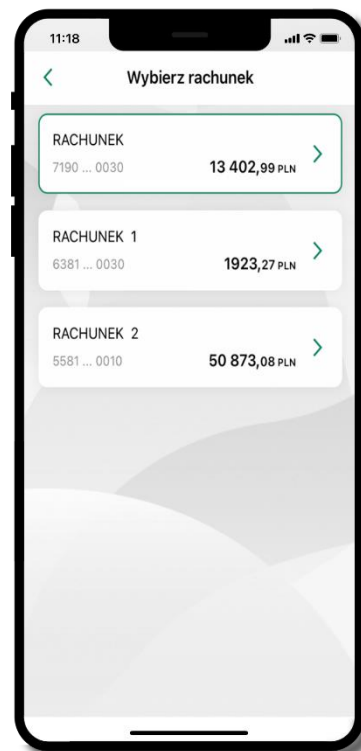 11:18
Wybierz rachunek
RACHUNEK
7190 ... 0030 13 402,99 PLN
RACHUNEK 1
6381 ... 0030 1923,27 PLN
RACHUNEK 2
5581 ... 0010 50 873,08 PLN